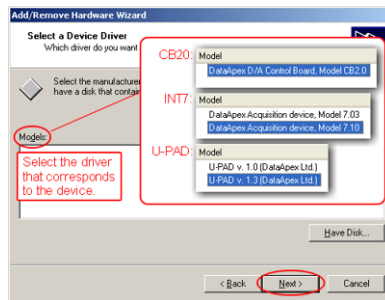 Add/Remove Hardware Wizard
Select a Device Driver
Which driver do you want
Select the manufacturer
have a disk that contain
CB20:
Model
DataApex D/A Control Board, Model CB2.0
INT7:
Model
DataApex Acquisition device, Model 7.03
DataApex Acquisition device, Model 7.10
U-PAD:
Model
U-PAD v. 1.0 (DataApex Ltd.)
U-PAD v. 1.3 (DataApex Ltd.)
Models:
Select the driver
that corresponds
to the device.
Have Disk...
< Back
Next >
Cancel